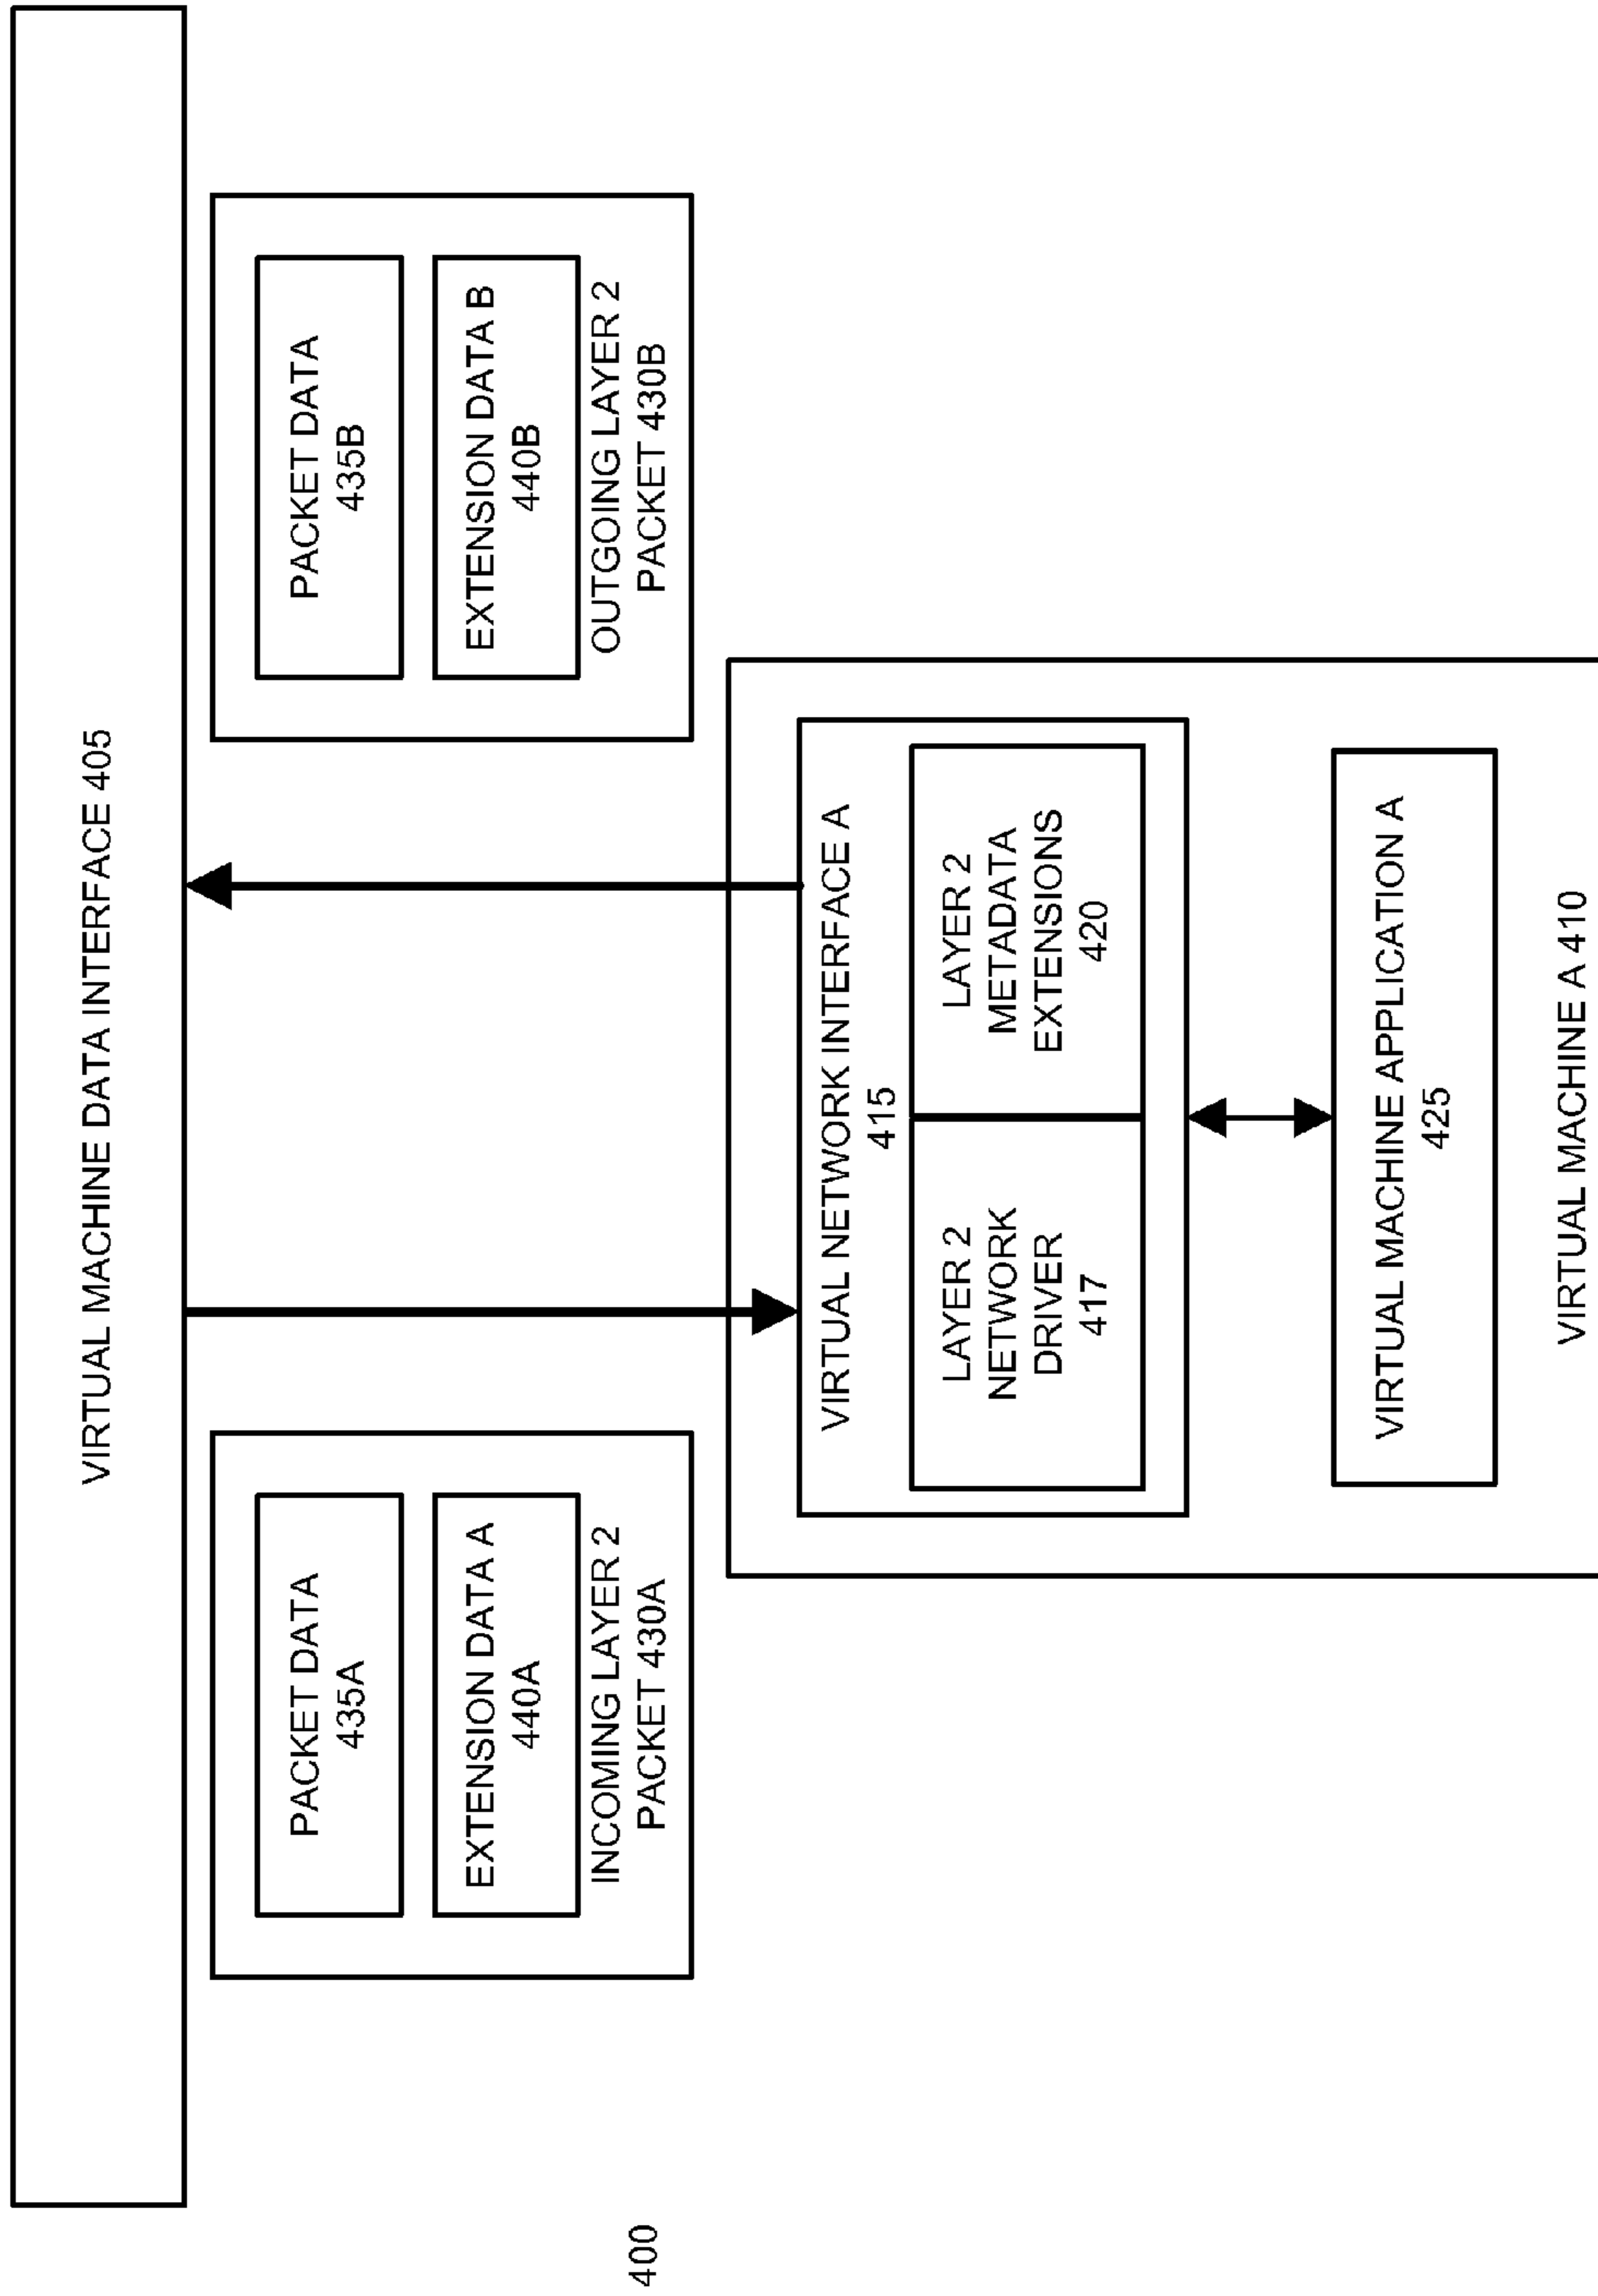 VIRTUAL MACHINE DATA INTERFACE 405
PACKET DATA
435A
EXTENSION DATA A
440A
INCOMING LAYER 2
PACKET 430A
PACKET DATA
435B
EXTENSION DATA B
440B
OUTGOING LAYER 2
PACKET 430B
400
VIRTUAL NETWORK INTERFACE A
415
LAYER 2
NETWORK
DRIVER
417
LAYER 2
METADATA
EXTENSIONS
420
VIRTUAL MACHINE APPLICATION A
425
VIRTUAL MACHINE A 410